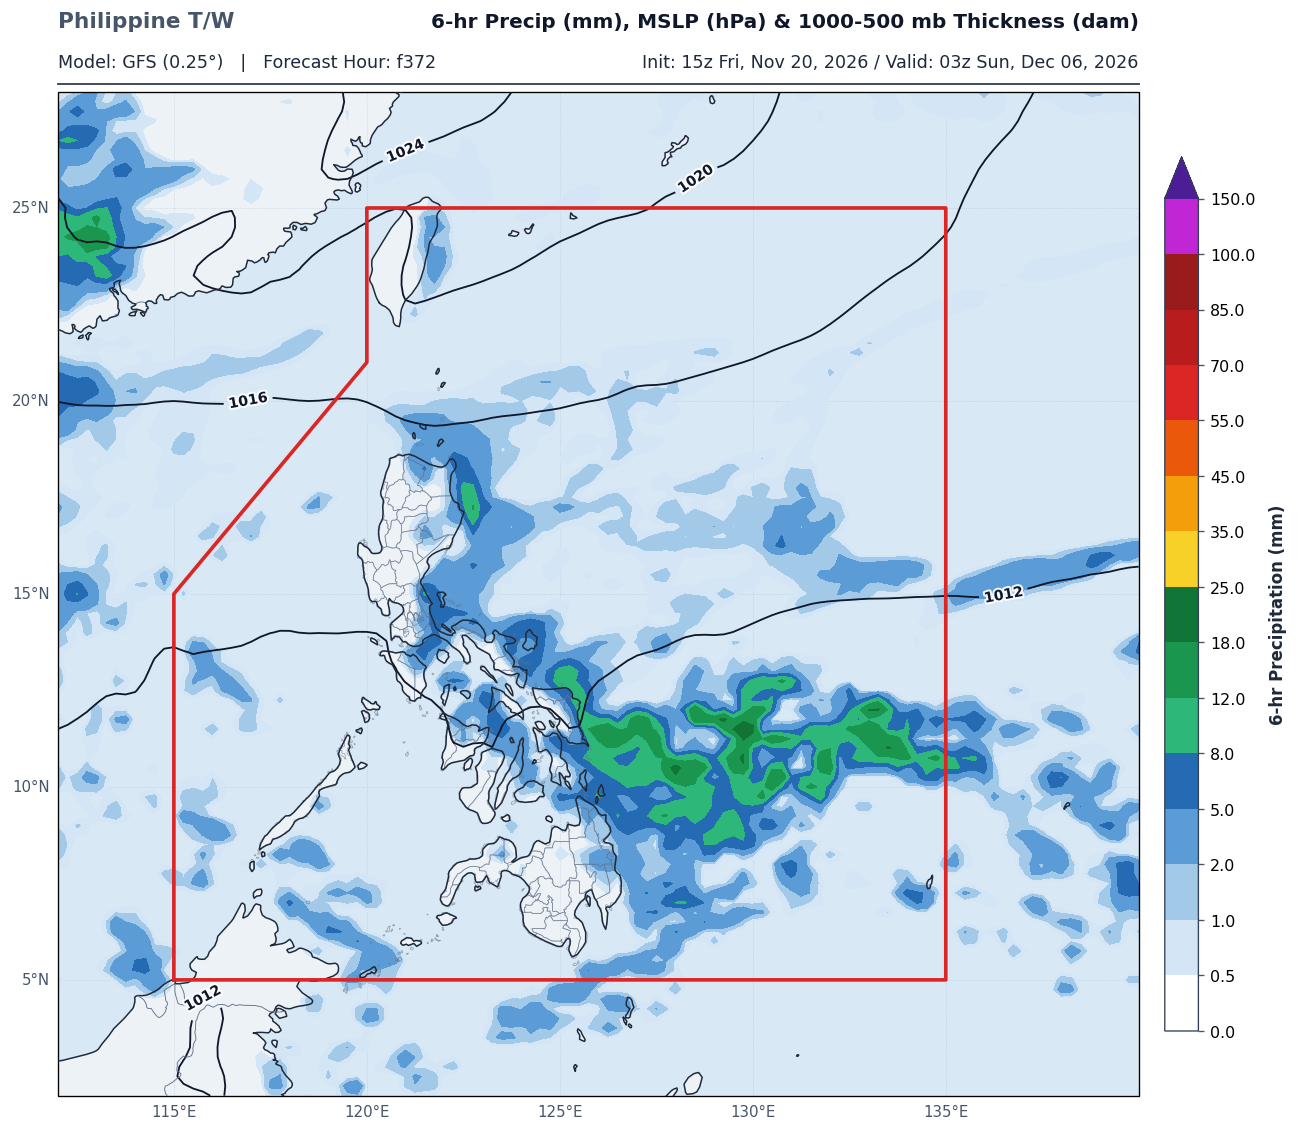 Philippine T/W
6-hr Precip (mm), MSLP (hPa) & 1000-500 mb Thickness (dam)
Model: GFS (0.25°) | Forecast Hour: f372
Init: 15z Fri, Nov 20, 2026 / Valid: 03z Sun, Dec 06, 2026
1024
1020
1016
1012
1012
25°N
20°N
15°N
10°N
5°N
115°E
120°E
125°E
130°E
135°E
150.0
100.0
85.0
70.0
55.0
45.0
35.0
25.0
18.0
12.0
8.0
5.0
2.0
1.0
0.5
0.0
6-hr Precipitation (mm)